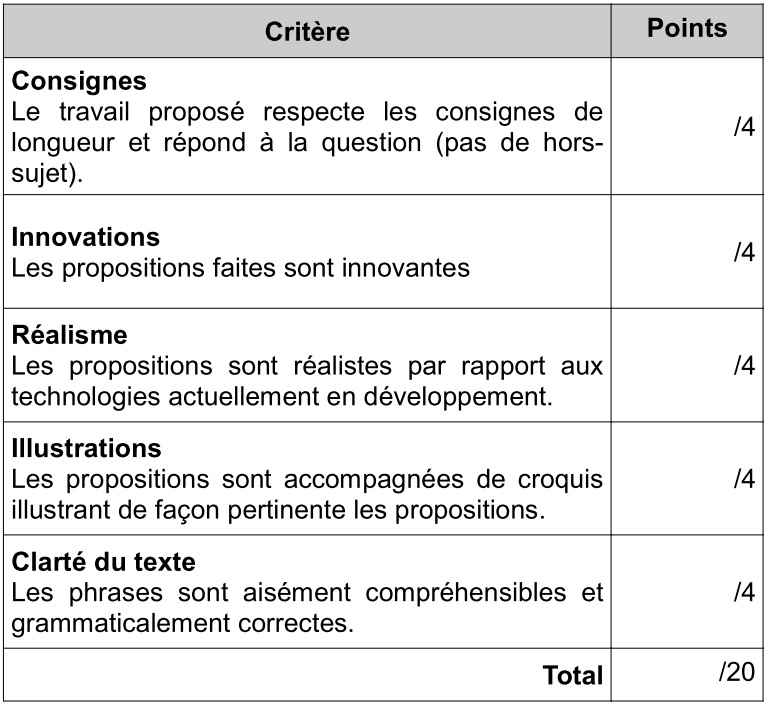 Critère Points
Consignes
Le travail proposé respecte les consignes de
longueur et répond à la question (pas de hors-
sujet).
/4
Innovations
Les propositions faites sont innovantes
/4
Réalisme
Les propositions sont réalistes par rapport aux
technologies actuellement en développement.
/4
Illustrations
Les propositions sont accompagnées de croquis
illustrant de façon pertinente les propositions.
/4
Clarté du texte
Les phrases sont aisément compréhensibles et
grammaticalement correctes.
/4
Total /20